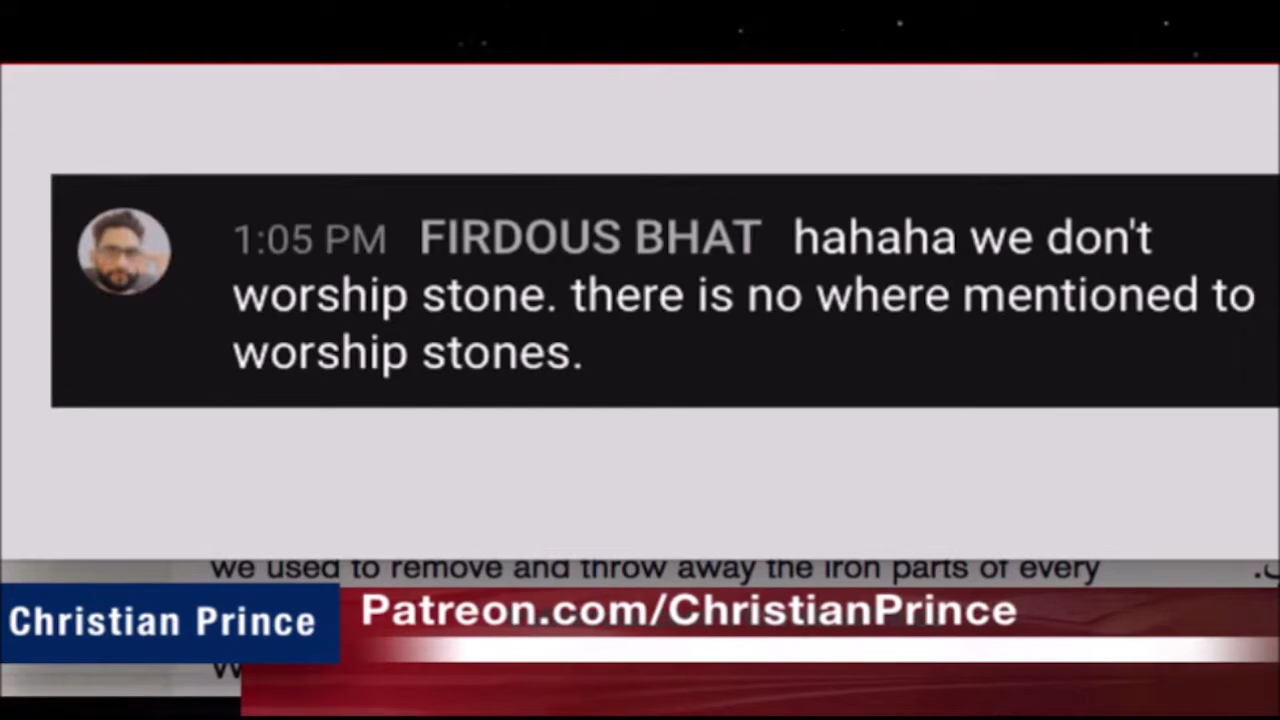 1:05 PM FIRDOUS BHAT hahaha we don't
worship stone. there is no where mentioned to
worship stones.
we used to remove and throw away the iron parts of every
Christian Prince
Patreon.com/ChristianPrince